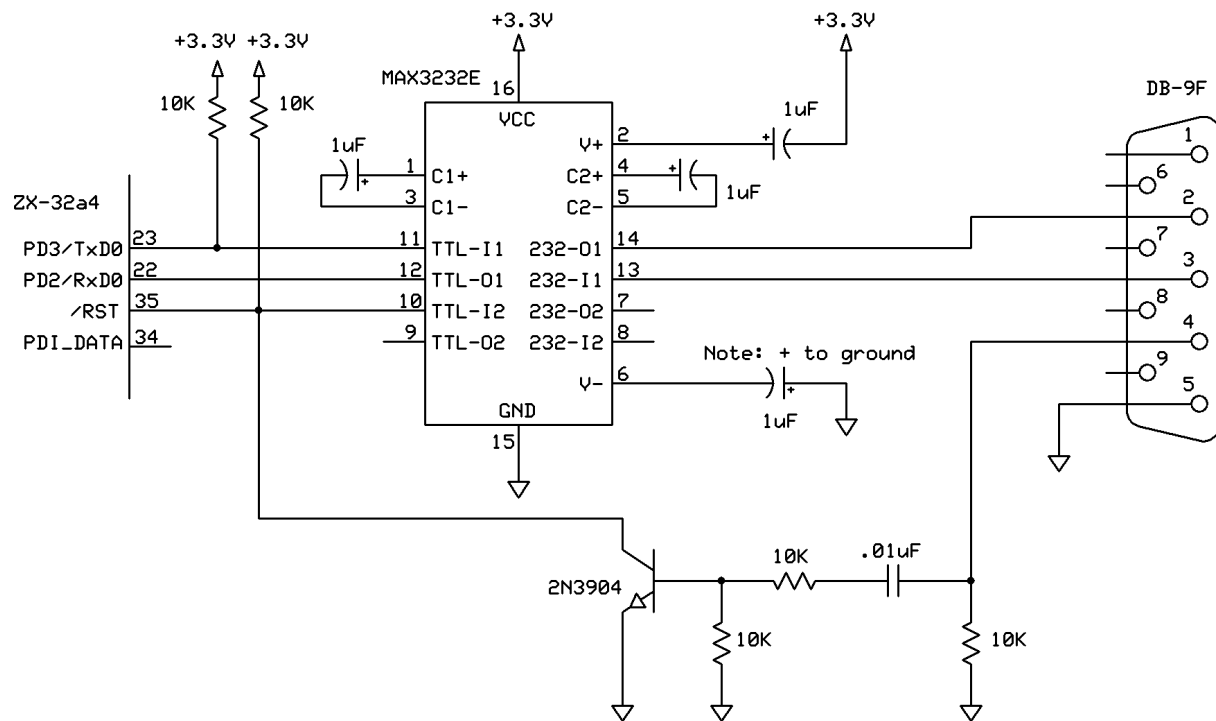 +3.3V
+3.3V
+3.3V +3.3V
MAX3232E
16
VCC
10K
10K
1uF
DB-9F
1
V+
2
1uF
1
C1+
C2+
4
6
ZX-32a4
3
C1-
C2-
5
1uF
2
PD3/TxD0
23
11
TTL-I1
232-O1
14
7
PD2/RxD0
22
12
TTL-O1
232-I1
13
3
/RST
35
10
TTL-I2
232-O2
7
8
PDI_DATA
34
9
TTL-O2
232-I2
8
4
Note: + to ground
9
V-
6
5
GND
1uF
15
.01uF
10K
2N3904
10K
10K